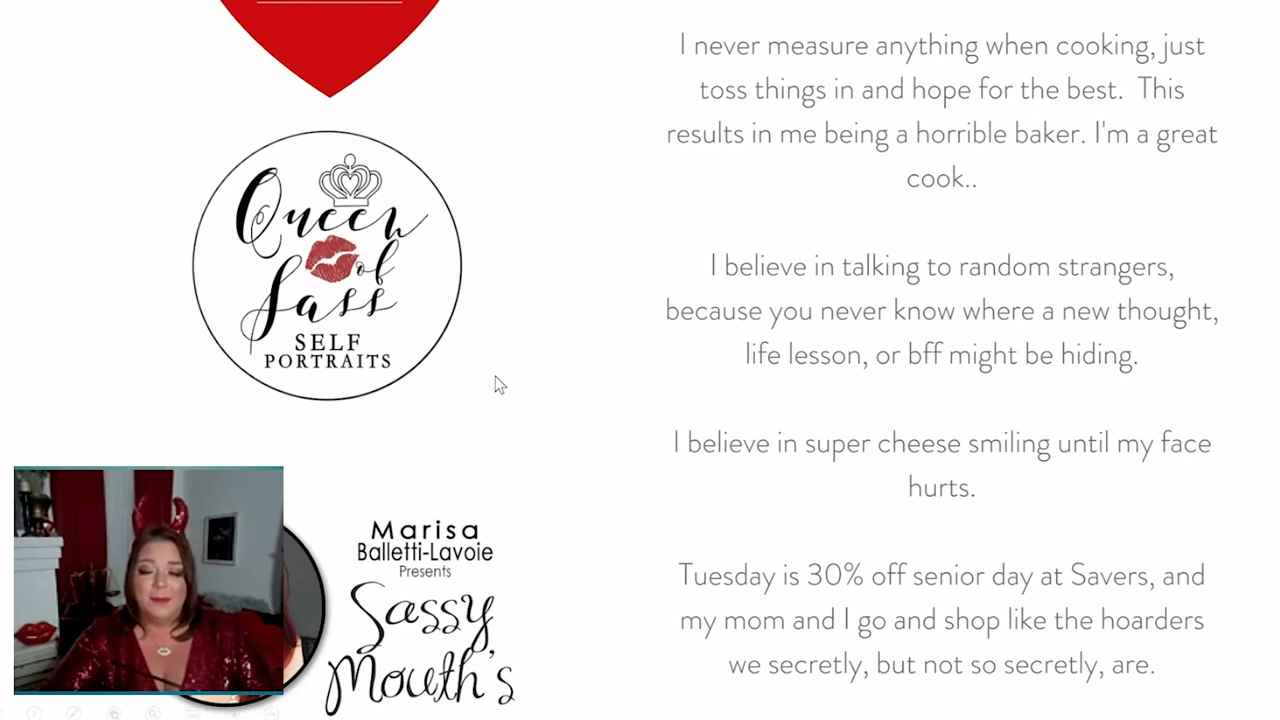 Queen
of
Sass
SELF
PORTRAITS
Marisa
Balletti-Lavoie
Presents
Sassy
Mouth's
I never measure anything when cooking, just
toss things in and hope for the best.  This
results in me being a horrible baker. I'm a great
cook..
I believe in talking to random strangers,
because you never know where a new thought,
life lesson, or bff might be hiding.
I believe in super cheese smiling until my face
hurts.
Tuesday is 30% off senior day at Savers, and
my mom and I go and shop like the hoarders
we secretly, but not so secretly, are.